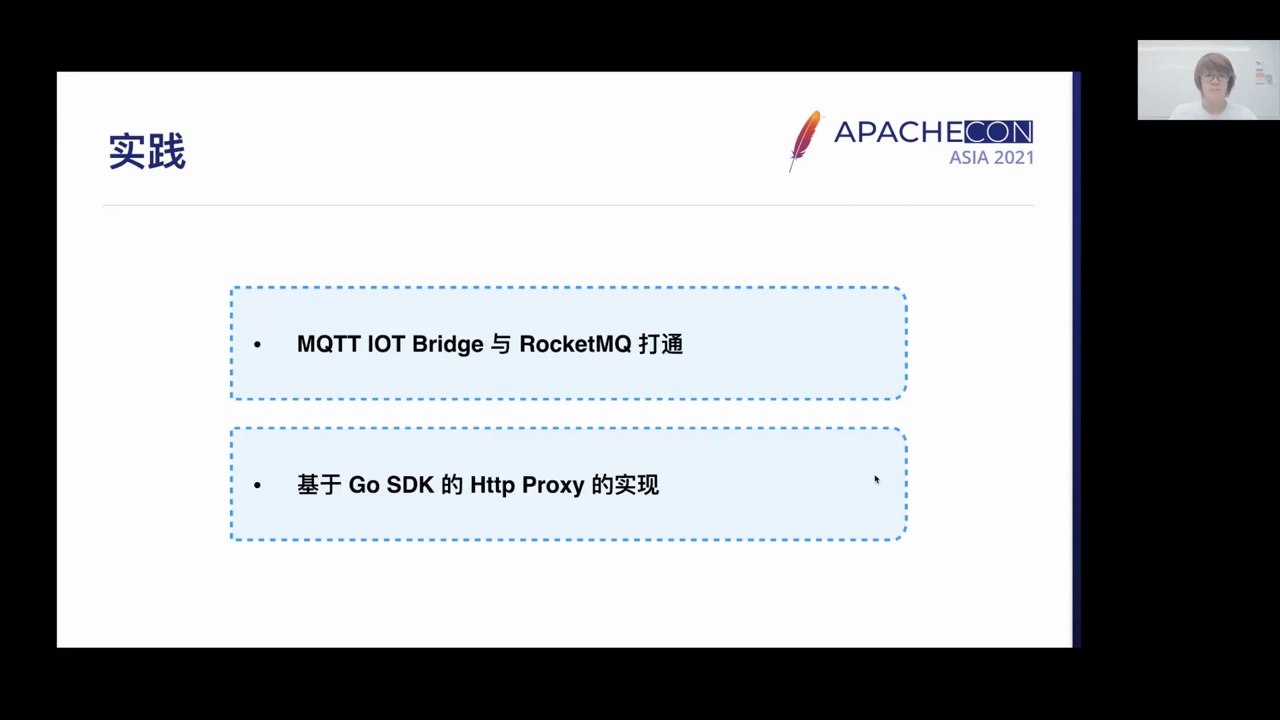 实践
APACHECON
ASIA 2021
• MQTT IOT Bridge 与 RocketMQ 打通
• 基于 Go SDK 的 Http Proxy 的实现